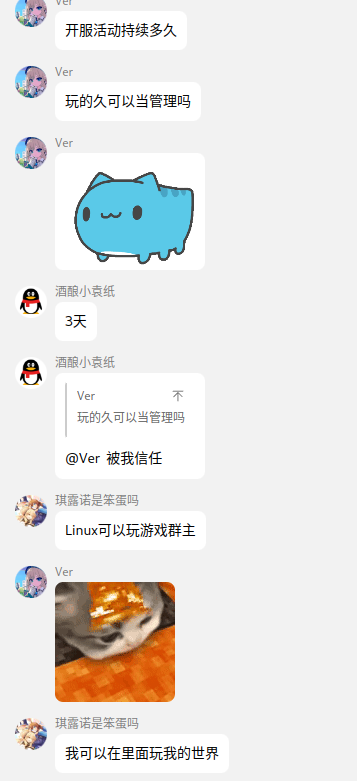 Ver
开服活动持续多久
Ver
玩的久可以当管理吗
Ver
酒酿小袁纸
3天
酒酿小袁纸
Ver 不
玩的久可以当管理吗
@Ver 被我信任
琪露诺是笨蛋吗
Linux可以玩游戏群主
Ver
琪露诺是笨蛋吗
我可以在里面玩我的世界